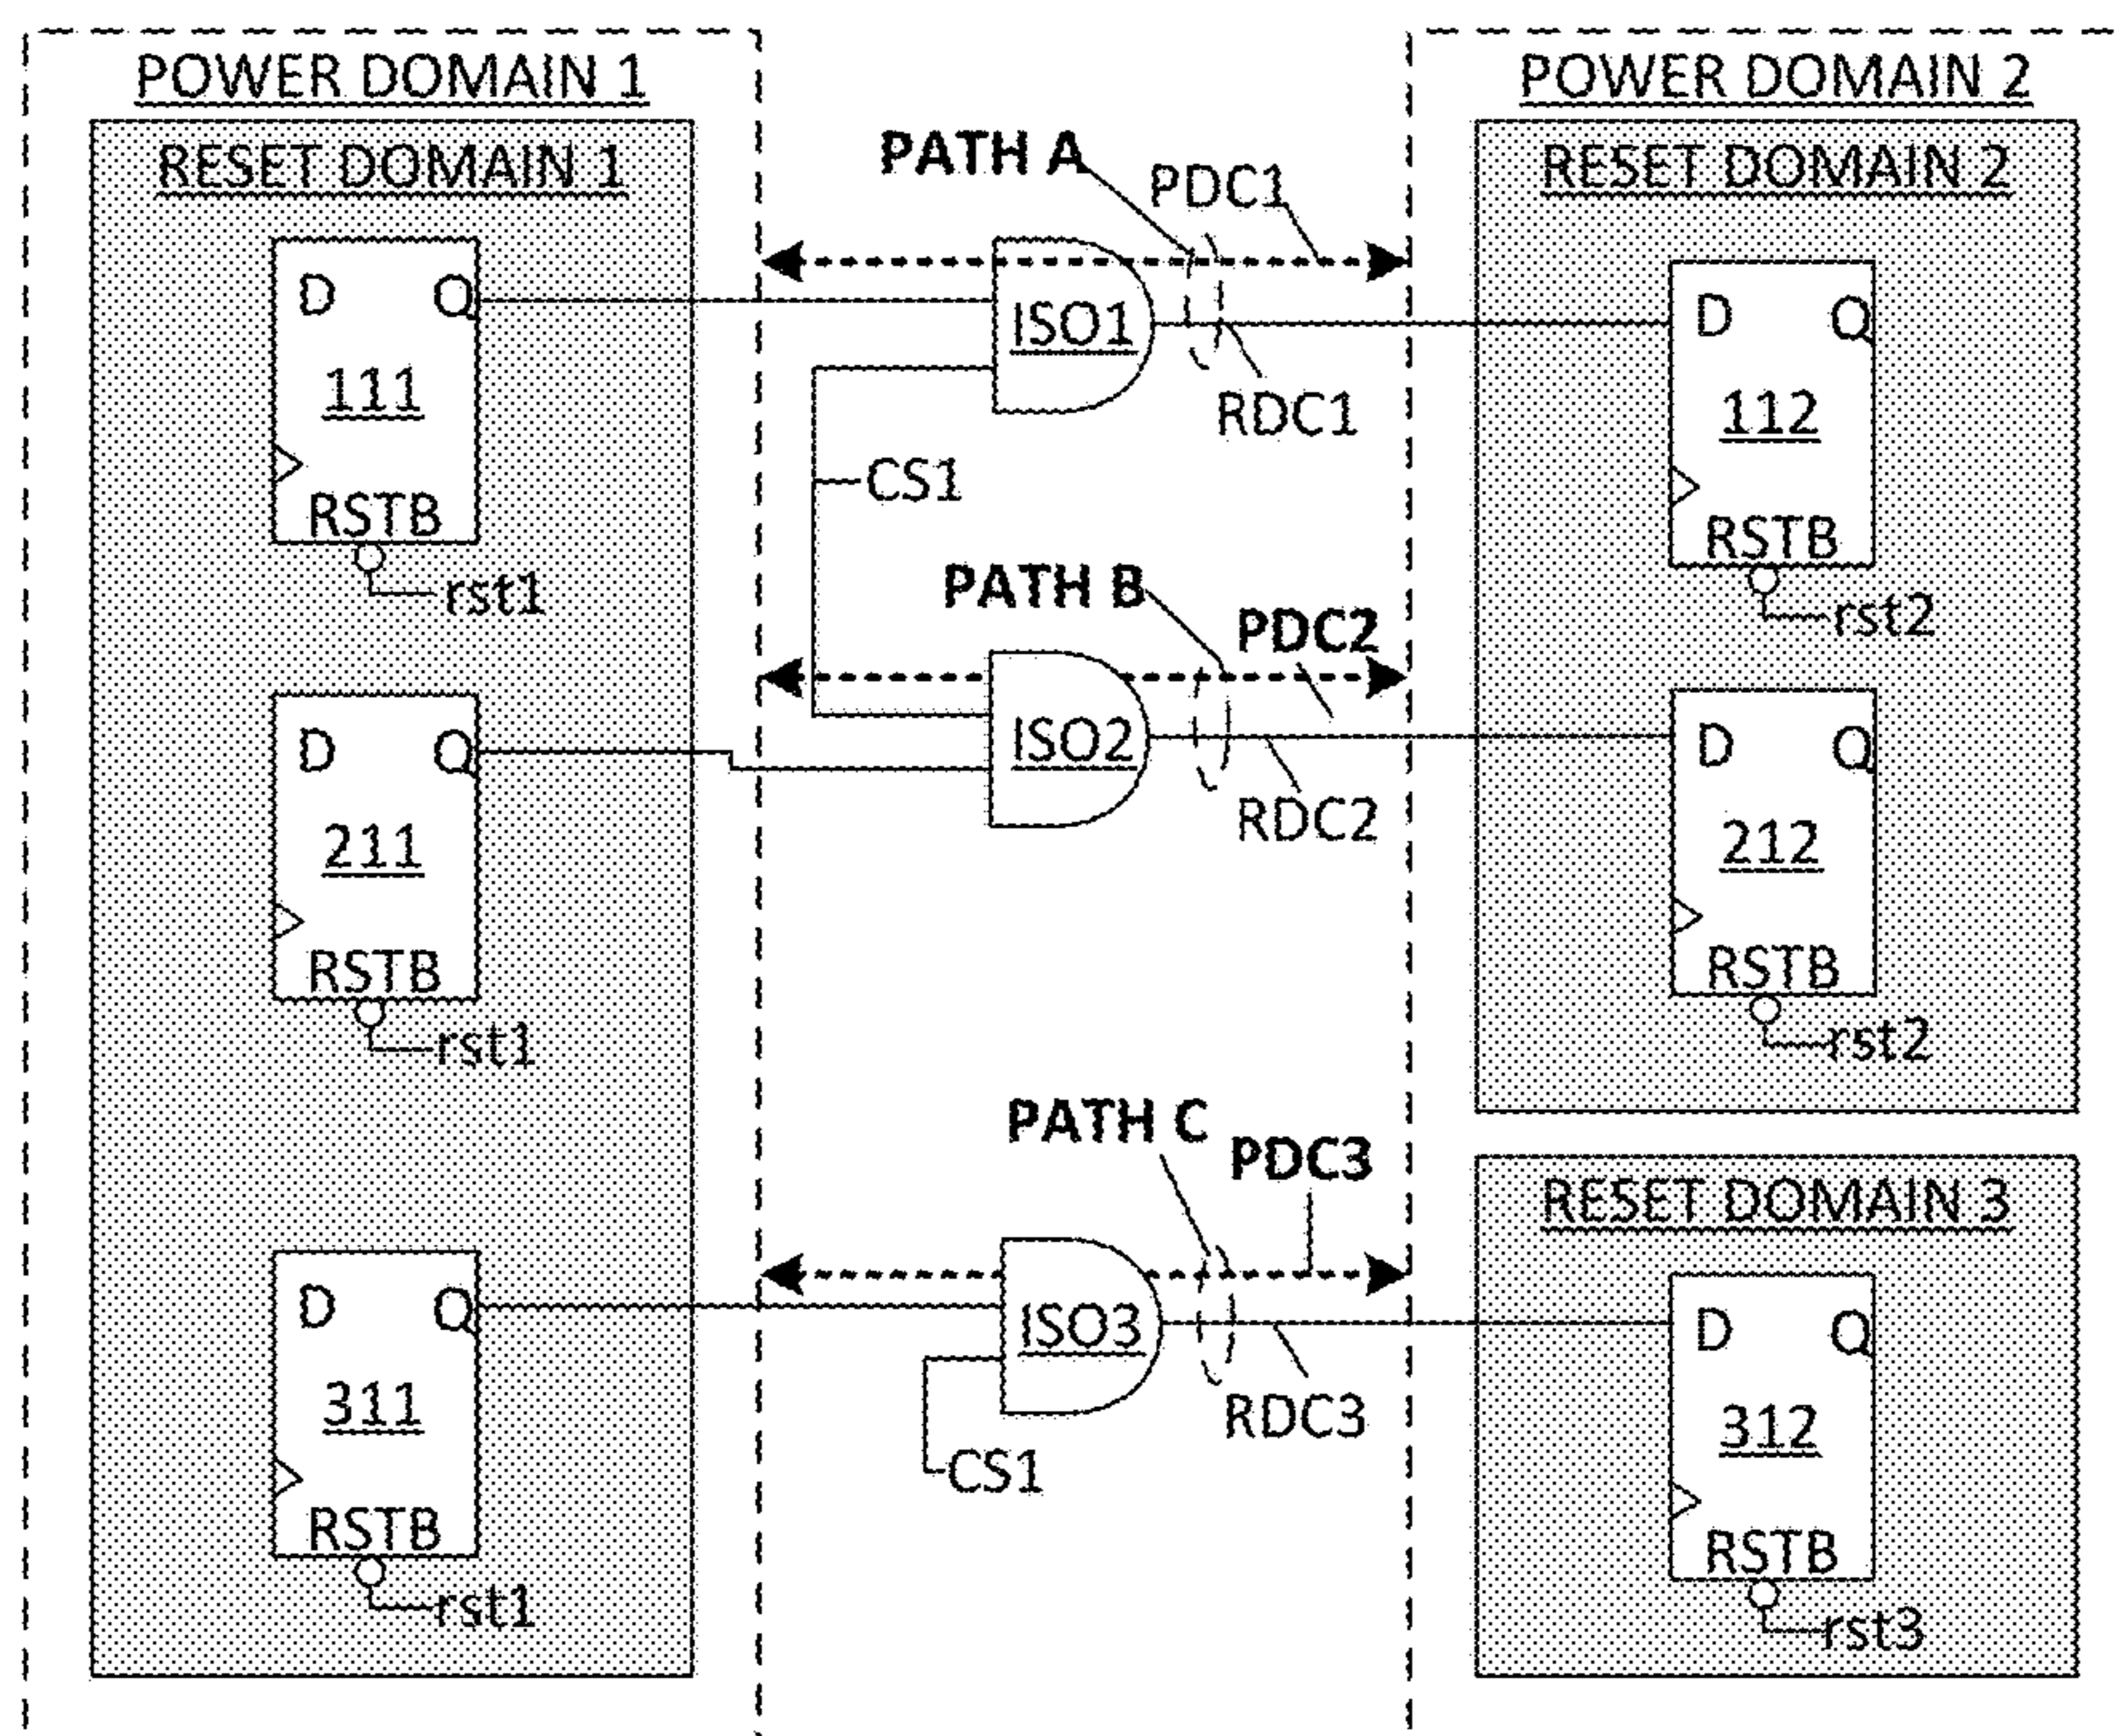 POWER DOMAIN 1
RESET DOMAIN 1
D Q
111
RSTB
rst1
D Q
211
RSTB
rst1
D Q
311
RSTB
rst1
PATH A
PDC1
ISO1
RDC1
CS1
PATH B
PDC2
ISO2
RDC2
PATH C
PDC3
ISO3
RDC3
CS1
POWER DOMAIN 2
RESET DOMAIN 2
D Q
112
RSTB
rst2
D Q
212
RSTB
rst2
RESET DOMAIN 3
D Q
312
RSTB
rst3